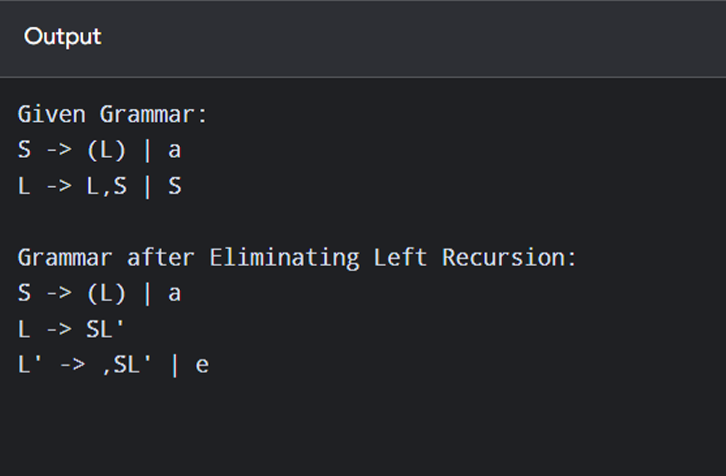 Output
Given Grammar:
S -> (L) | a
L -> L,S | S
Grammar after Eliminating Left Recursion:
S -> (L) | a
L -> SL'
L' -> ,SL' | e